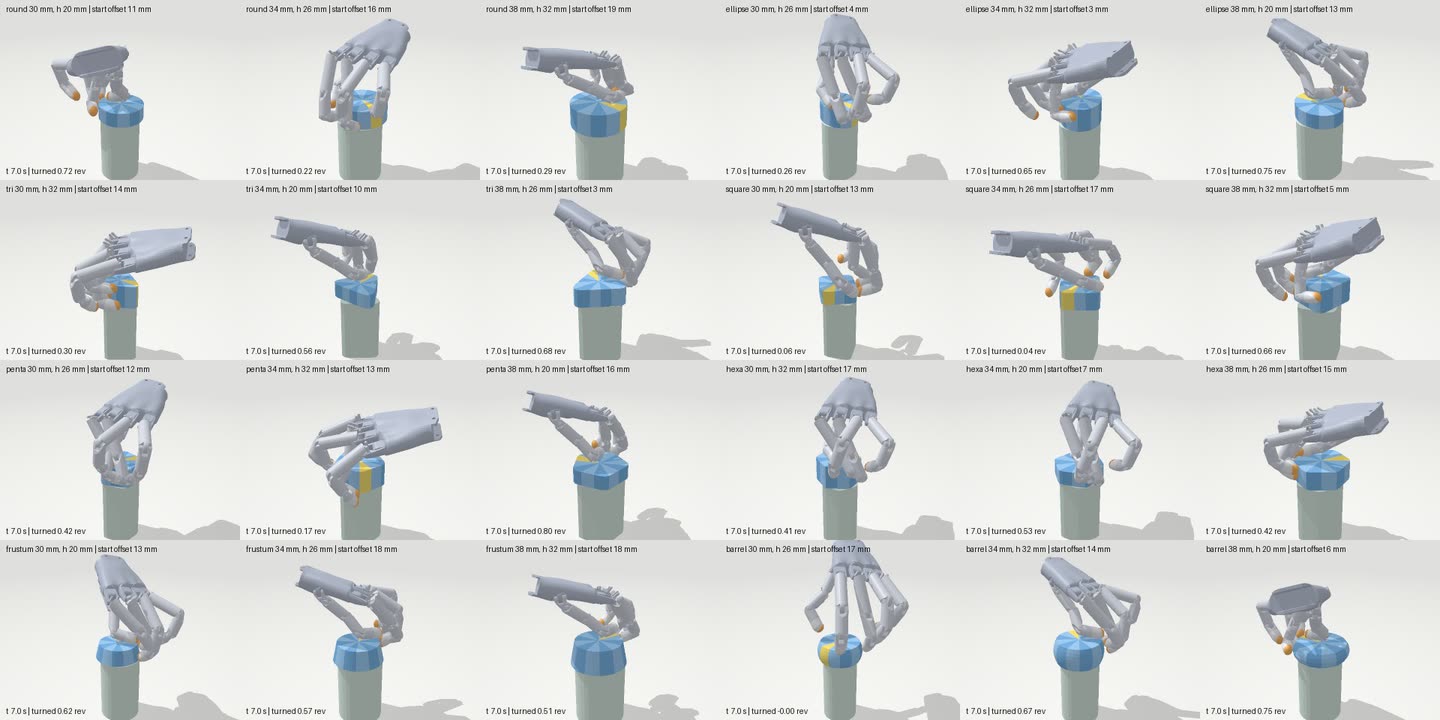 round 30 mm, h 20 mm | start offset 11 mm
round 34 mm, h 26 mm | start offset 16 mm
round 38 mm, h 32 mm | start offset 19 mm
ellipse 30 mm, h 26 mm | start offset 4 mm
ellipse 34 mm, h 32 mm | start offset 3 mm
ellipse 38 mm, h 20 mm | start offset 13 mm
t 7.0 s | turned 0.72 rev
t 7.0 s | turned 0.22 rev
t 7.0 s | turned 0.29 rev
t 7.0 s | turned 0.26 rev
t 7.0 s | turned 0.65 rev
t 7.0 s | turned 0.75 rev
tri 30 mm, h 32 mm | start offset 14 mm
tri 34 mm, h 20 mm | start offset 10 mm
tri 38 mm, h 26 mm | start offset 3 mm
square 30 mm, h 20 mm | start offset 13 mm
square 34 mm, h 26 mm | start offset 17 mm
square 38 mm, h 32 mm | start offset 5 mm
t 7.0 s | turned 0.30 rev
t 7.0 s | turned 0.56 rev
t 7.0 s | turned 0.68 rev
t 7.0 s | turned 0.06 rev
t 7.0 s | turned 0.04 rev
t 7.0 s | turned 0.66 rev
penta 30 mm, h 26 mm | start offset 12 mm
penta 34 mm, h 32 mm | start offset 13 mm
penta 38 mm, h 20 mm | start offset 16 mm
hexa 30 mm, h 32 mm | start offset 17 mm
hexa 34 mm, h 20 mm | start offset 7 mm
hexa 38 mm, h 26 mm | start offset 15 mm
t 7.0 s | turned 0.42 rev
t 7.0 s | turned 0.17 rev
t 7.0 s | turned 0.80 rev
t 7.0 s | turned 0.41 rev
t 7.0 s | turned 0.53 rev
t 7.0 s | turned 0.42 rev
frustum 30 mm, h 20 mm | start offset 13 mm
frustum 34 mm, h 26 mm | start offset 18 mm
frustum 38 mm, h 32 mm | start offset 18 mm
barrel 30 mm, h 26 mm | start offset 17 mm
barrel 34 mm, h 32 mm | start offset 14 mm
barrel 38 mm, h 20 mm | start offset 6 mm
t 7.0 s | turned 0.62 rev
t 7.0 s | turned 0.57 rev
t 7.0 s | turned 0.51 rev
t 7.0 s | turned -0.00 rev
t 7.0 s | turned 0.67 rev
t 7.0 s | turned 0.75 rev